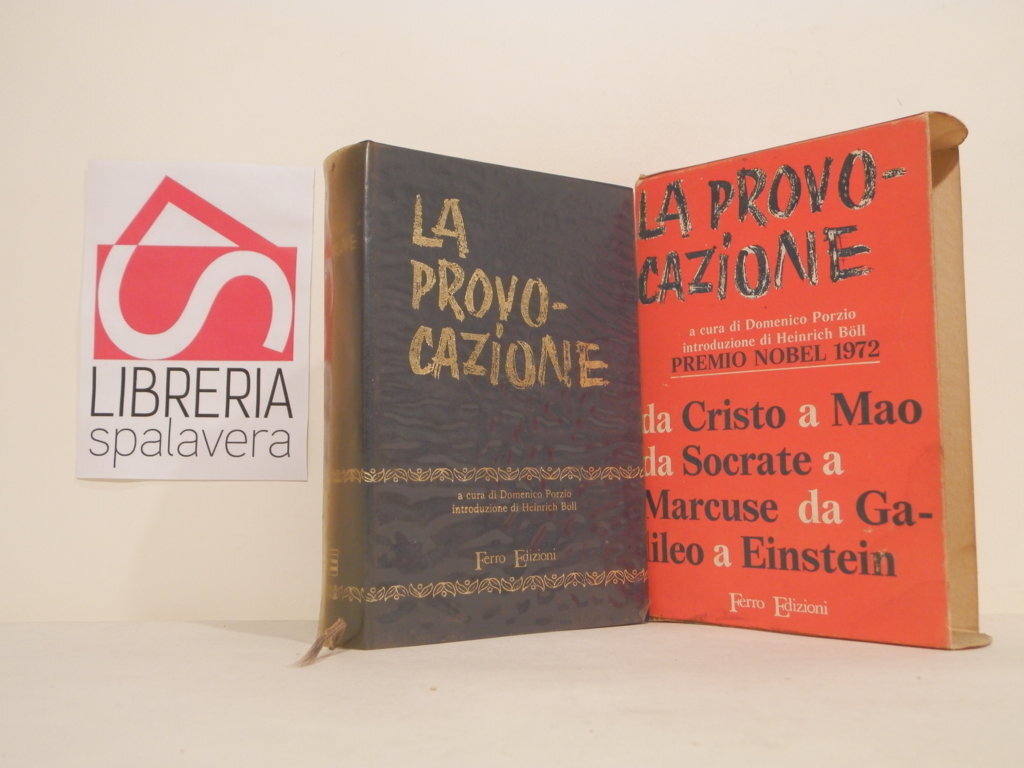 LIBRERIA
spalavera
LA
PROVO-
CAZIONE
a cura di Domenico Porzio
introduzione di Heinrich Böll
Ferro Edizioni
LA PROVO-
CAZIONE
a cura di Domenico Porzio
introduzione di Heinrich Böll
PREMIO NOBEL 1972
da Cristo a Mao
da Socrate a
Marcuse da Ga-
lileo a Einstein
Ferro Edizioni